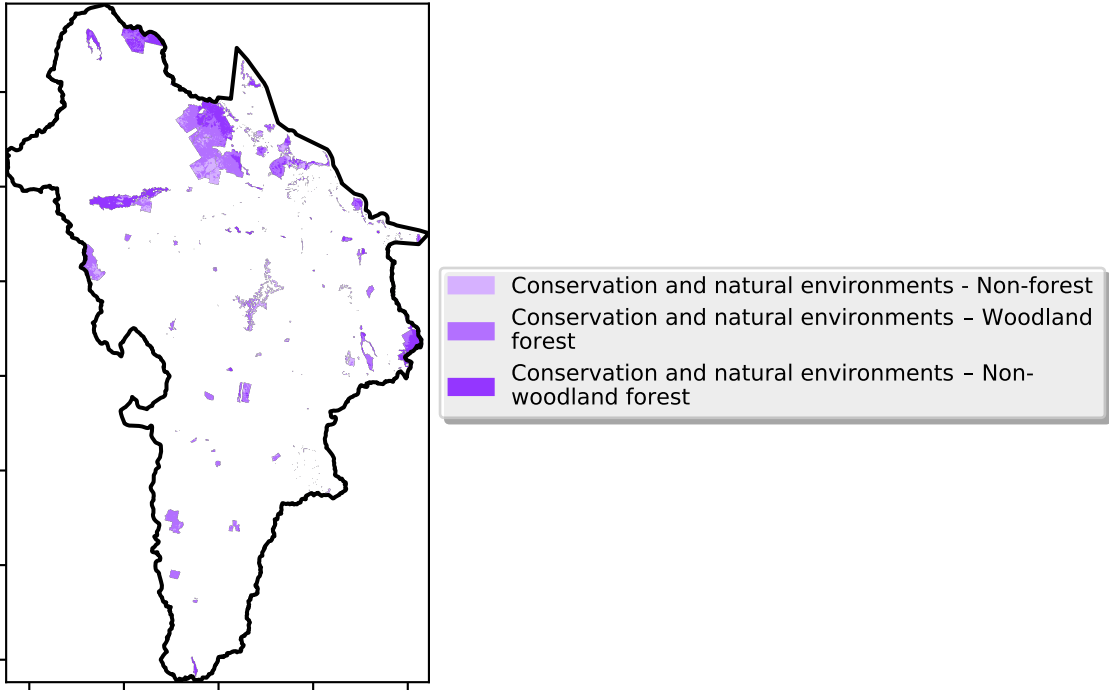 Conservation and natural environments - Non-forest
Conservation and natural environments – Woodland
forest
Conservation and natural environments – Non-
woodland forest